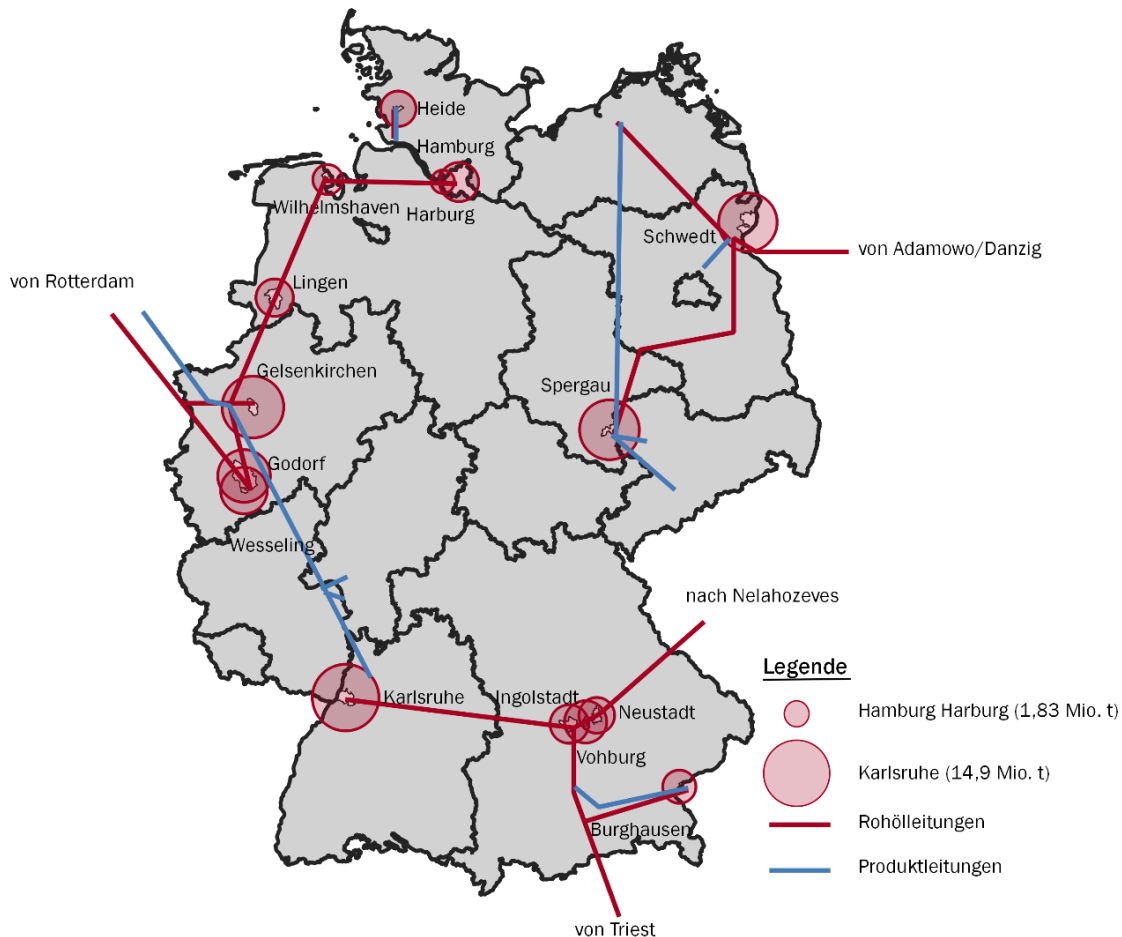 Heide
Hamburg
Wilhelmshaven
Harburg
Schwedt
von Adamowo/Danzig
von Rotterdam
Lingen
Gelsenkirchen
Spergau
Godorf
Wesseling
nach Nelahozeves
Legende
Karlsruhe
Ingolstadt
Neustadt
Hamburg Harburg (1,83 Mio. t)
Vohburg
Karlsruhe (14,9 Mio. t)
Burghausen
Rohölleitungen
Produktleitungen
von Triest